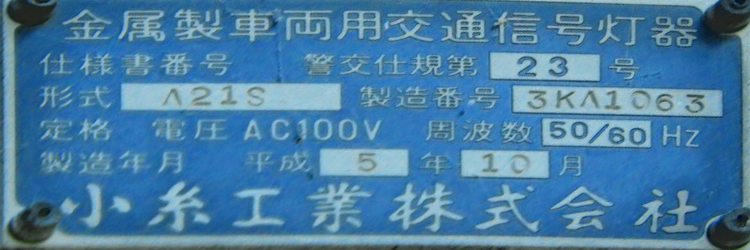 金属製車両用交通信号灯器
仕様書番号 警交仕規第 23 号
形式 A21S 製造番号 3KA1063
定格 電圧 AC100V 周波数 50/60 Hz
製造年月 平成 5 年 10 月
小糸工業株式会社